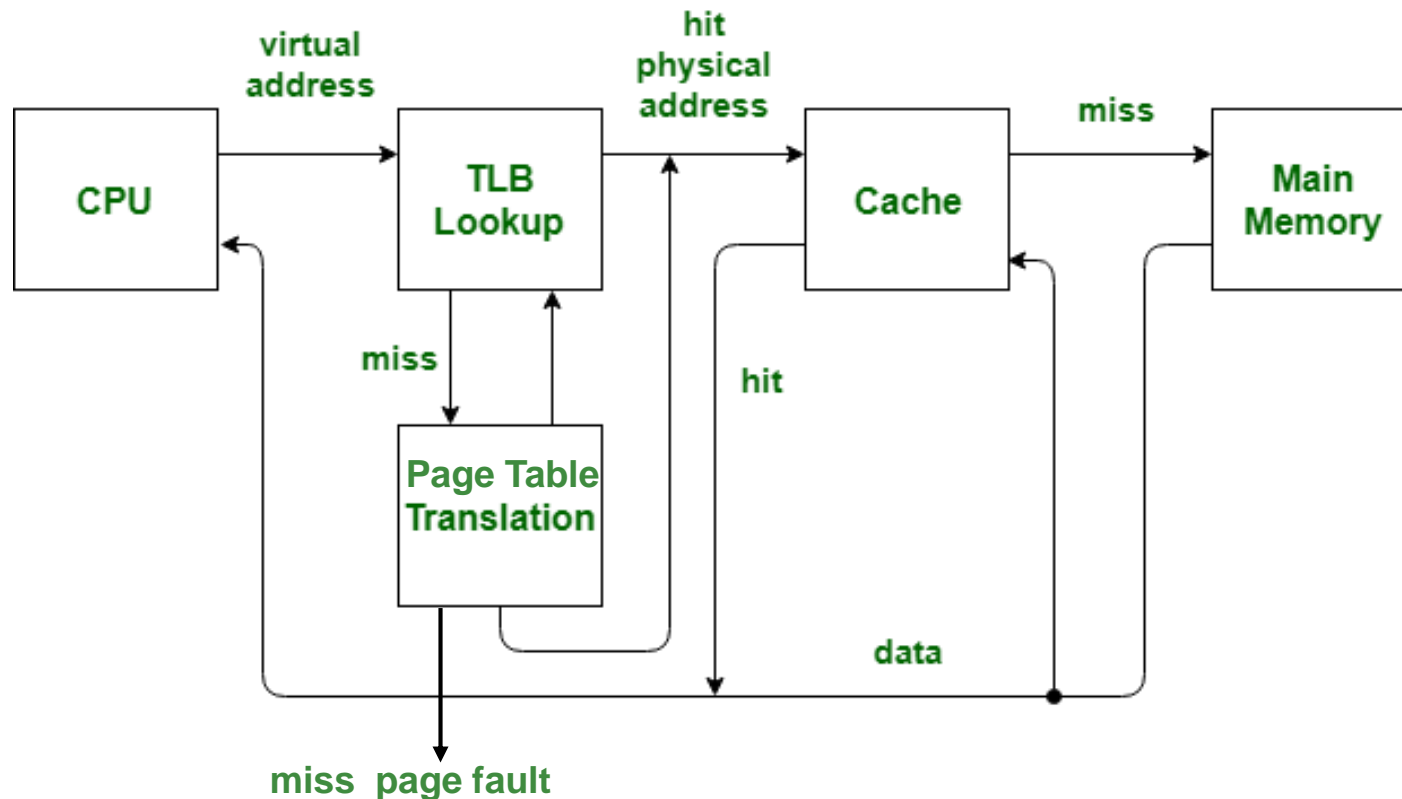 virtual
address
hit
physical
address
miss
CPU
TLB
Lookup
Cache
Main
Memory
miss
hit
Page Table
Translation
data
miss  page fault